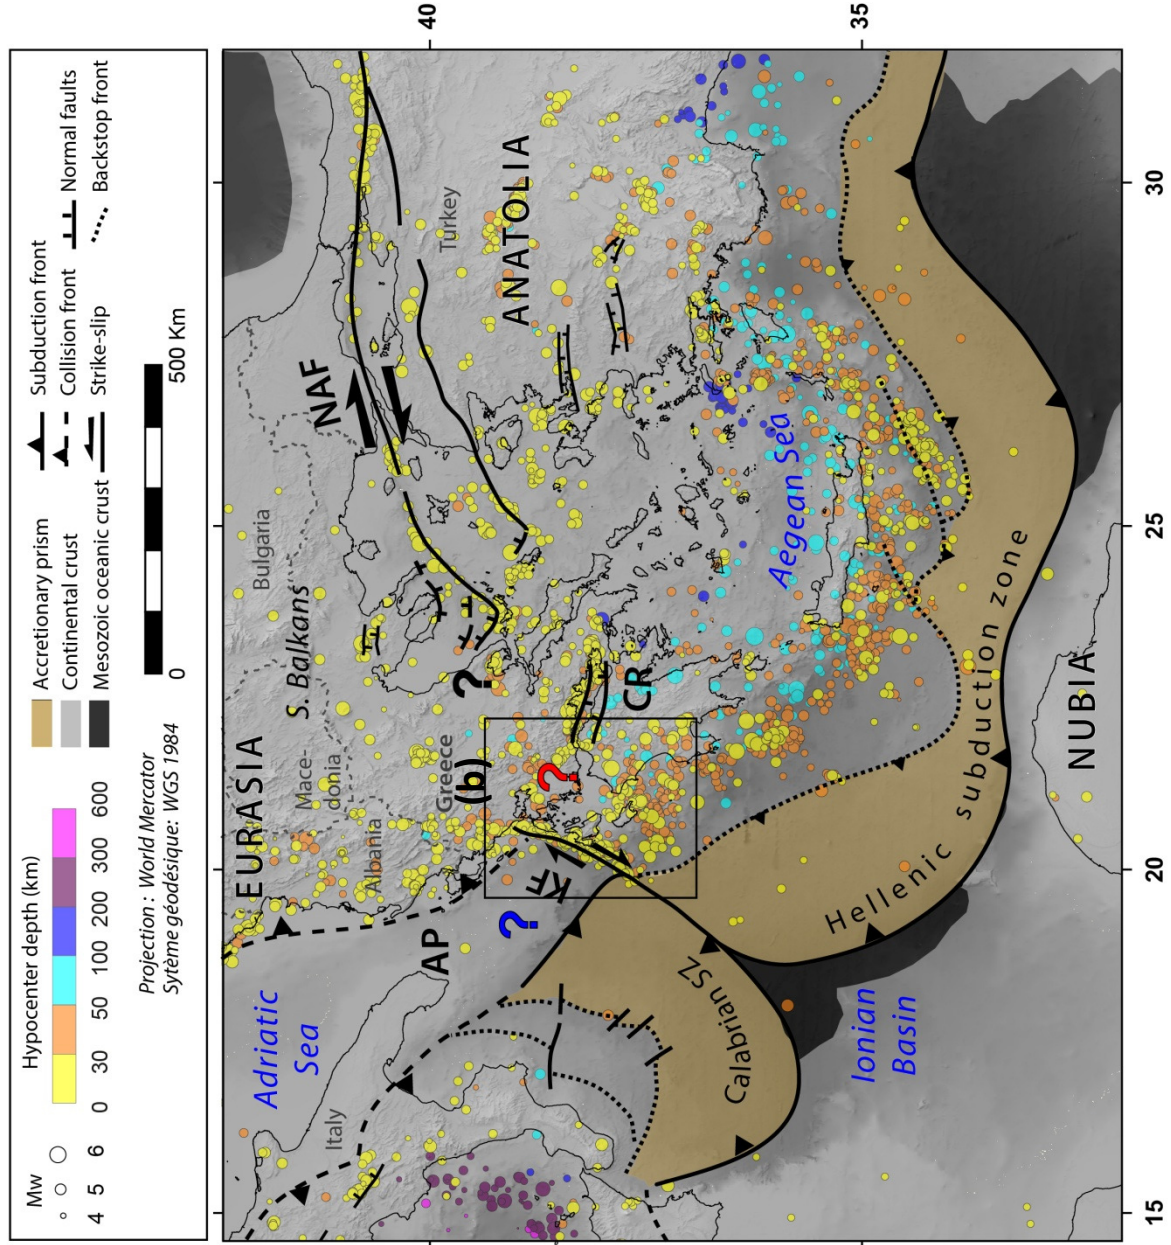 Mw
4 5 6
Hypocenter depth (km)
0 30 50 100 200 300 600
Projection : World Mercator
Sytème géodésique: WGS 1984
Accretionary prism
Continental crust
Mesozoic oceanic crust
Subduction front
Collision front
Strike-slip
Normal faults
Backstop front
0 500 Km
EURASIA
S. Balkans
Bulgaria
Mace-
donia
Albania
Greece
(b)
?
?
?
NAF
Turkey
ANATOLIA
Adriatic
Sea
Italy
AP
KF
CR
Aegean Sea
Calabrian SZ
Hellenic subduction zone
Ionian
Basin
NUBIA
40
35
15
20
25
30